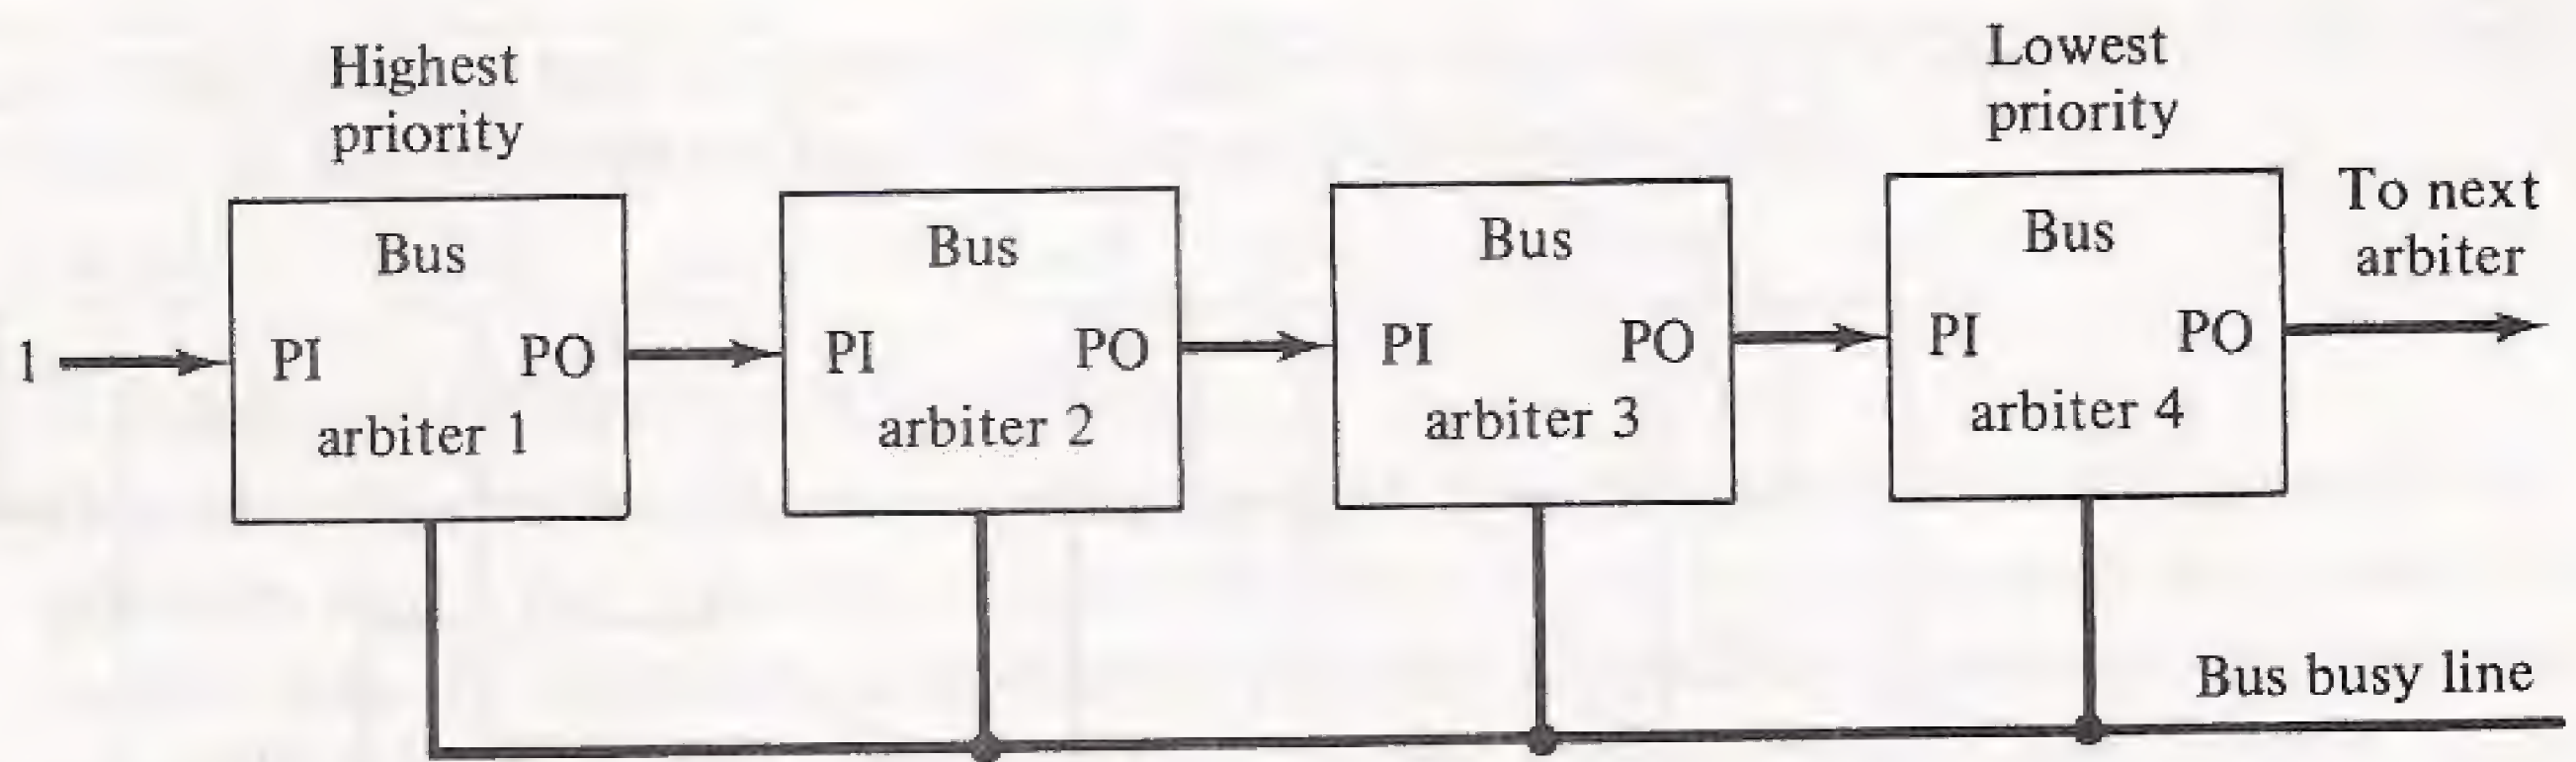 Highest
priority
Lowest
priority
Bus
PI PO
arbiter 1
Bus
PI PO
arbiter 2
Bus
PI PO
arbiter 3
Bus
PI PO
arbiter 4
1
To next
arbiter
Bus busy line